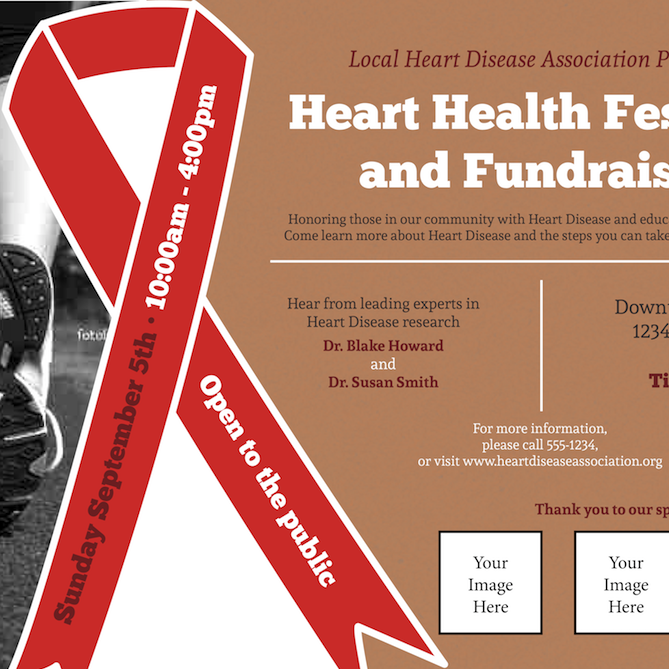 Local Heart Disease Association P
Heart Health Fes
and Fundrais
Honoring those in our community with Heart Disease and educ
Come learn more about Heart Disease and the steps you can take
Sunday September 5th • 10:00am - 4:00pm
Open to the public
Hear from leading experts in
Heart Disease research
Dr. Blake Howard
and
Dr. Susan Smith
Down
1234
Ti
For more information,
please call 555-1234,
or visit www.heartdiseaseassociation.org
Thank you to our sp
Your
Image
Here
Your
Image
Here